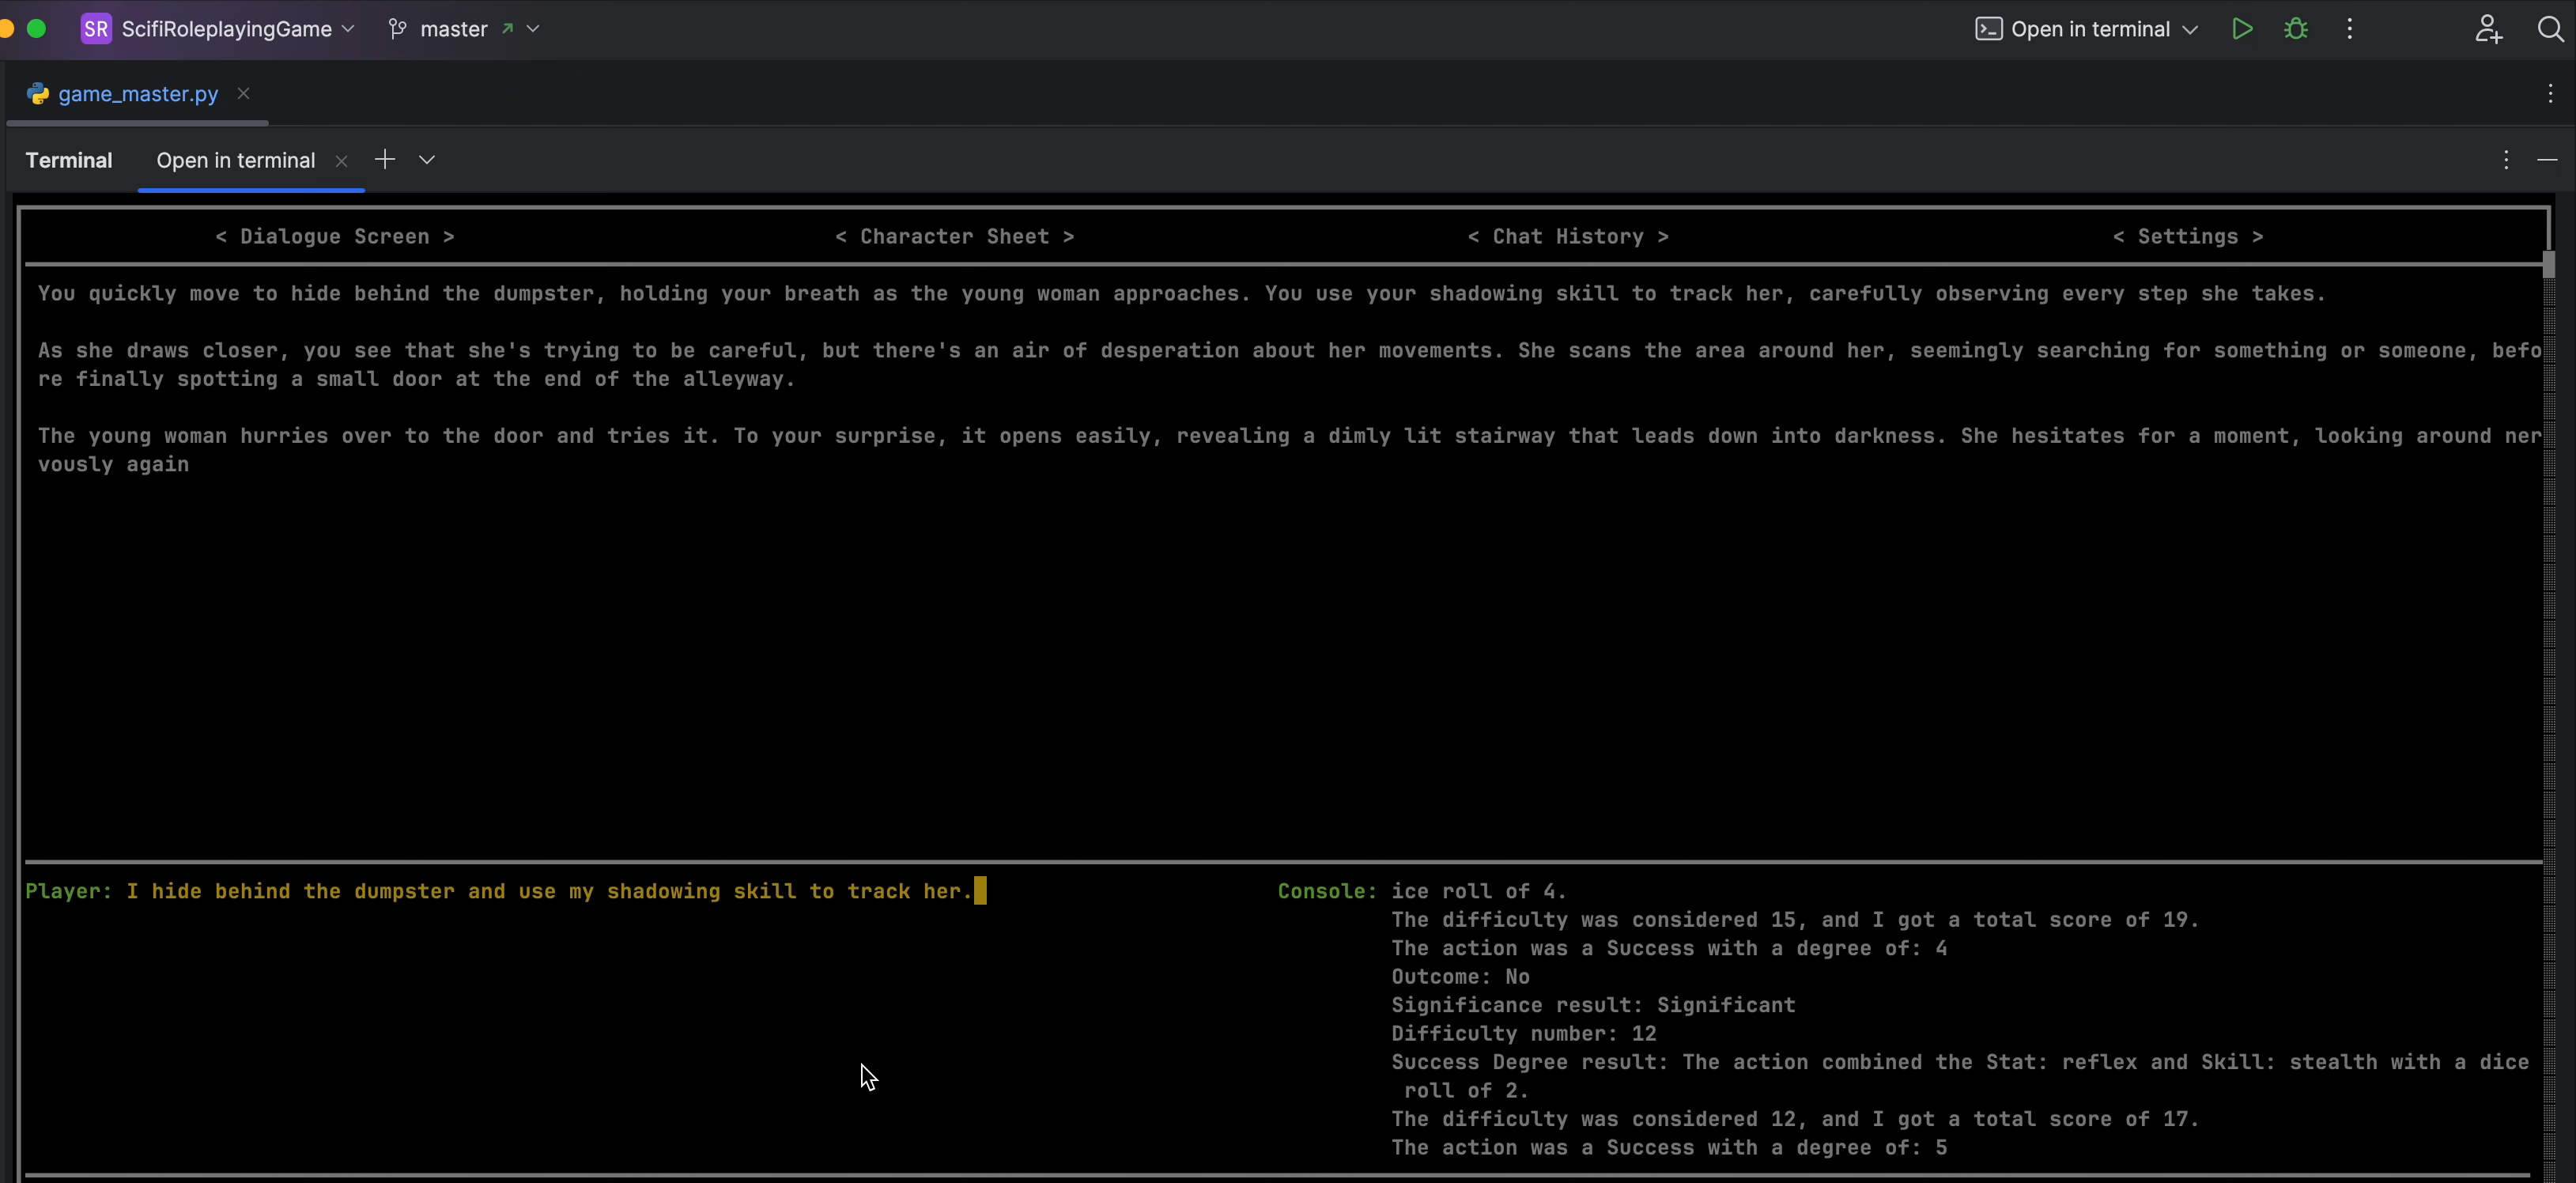 SR ScifiRoleplayingGame master Open in terminal
game_master.py
Terminal Open in terminal
< Dialogue Screen > < Character Sheet > < Chat History > < Settings >
You quickly move to hide behind the dumpster, holding your breath as the young woman approaches. You use your shadowing skill to track her, carefully observing every step she takes.
As she draws closer, you see that she's trying to be careful, but there's an air of desperation about her movements. She scans the area around her, seemingly searching for something or someone, befo
re finally spotting a small door at the end of the alleyway.
The young woman hurries over to the door and tries it. To your surprise, it opens easily, revealing a dimly lit stairway that leads down into darkness. She hesitates for a moment, looking around ner
vously again
Player: I hide behind the dumpster and use my shadowing skill to track her.
Console: ice roll of 4.
The difficulty was considered 15, and I got a total score of 19.
The action was a Success with a degree of: 4
Outcome: No
Significance result: Significant
Difficulty number: 12
Success Degree result: The action combined the Stat: reflex and Skill: stealth with a dice
roll of 2.
The difficulty was considered 12, and I got a total score of 17.
The action was a Success with a degree of: 5